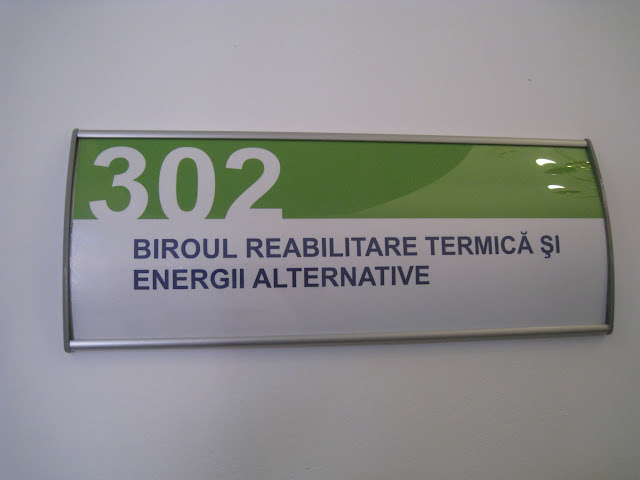 302
BIROUL REABILITARE TERMICĂ ŞI
ENERGII ALTERNATIVE